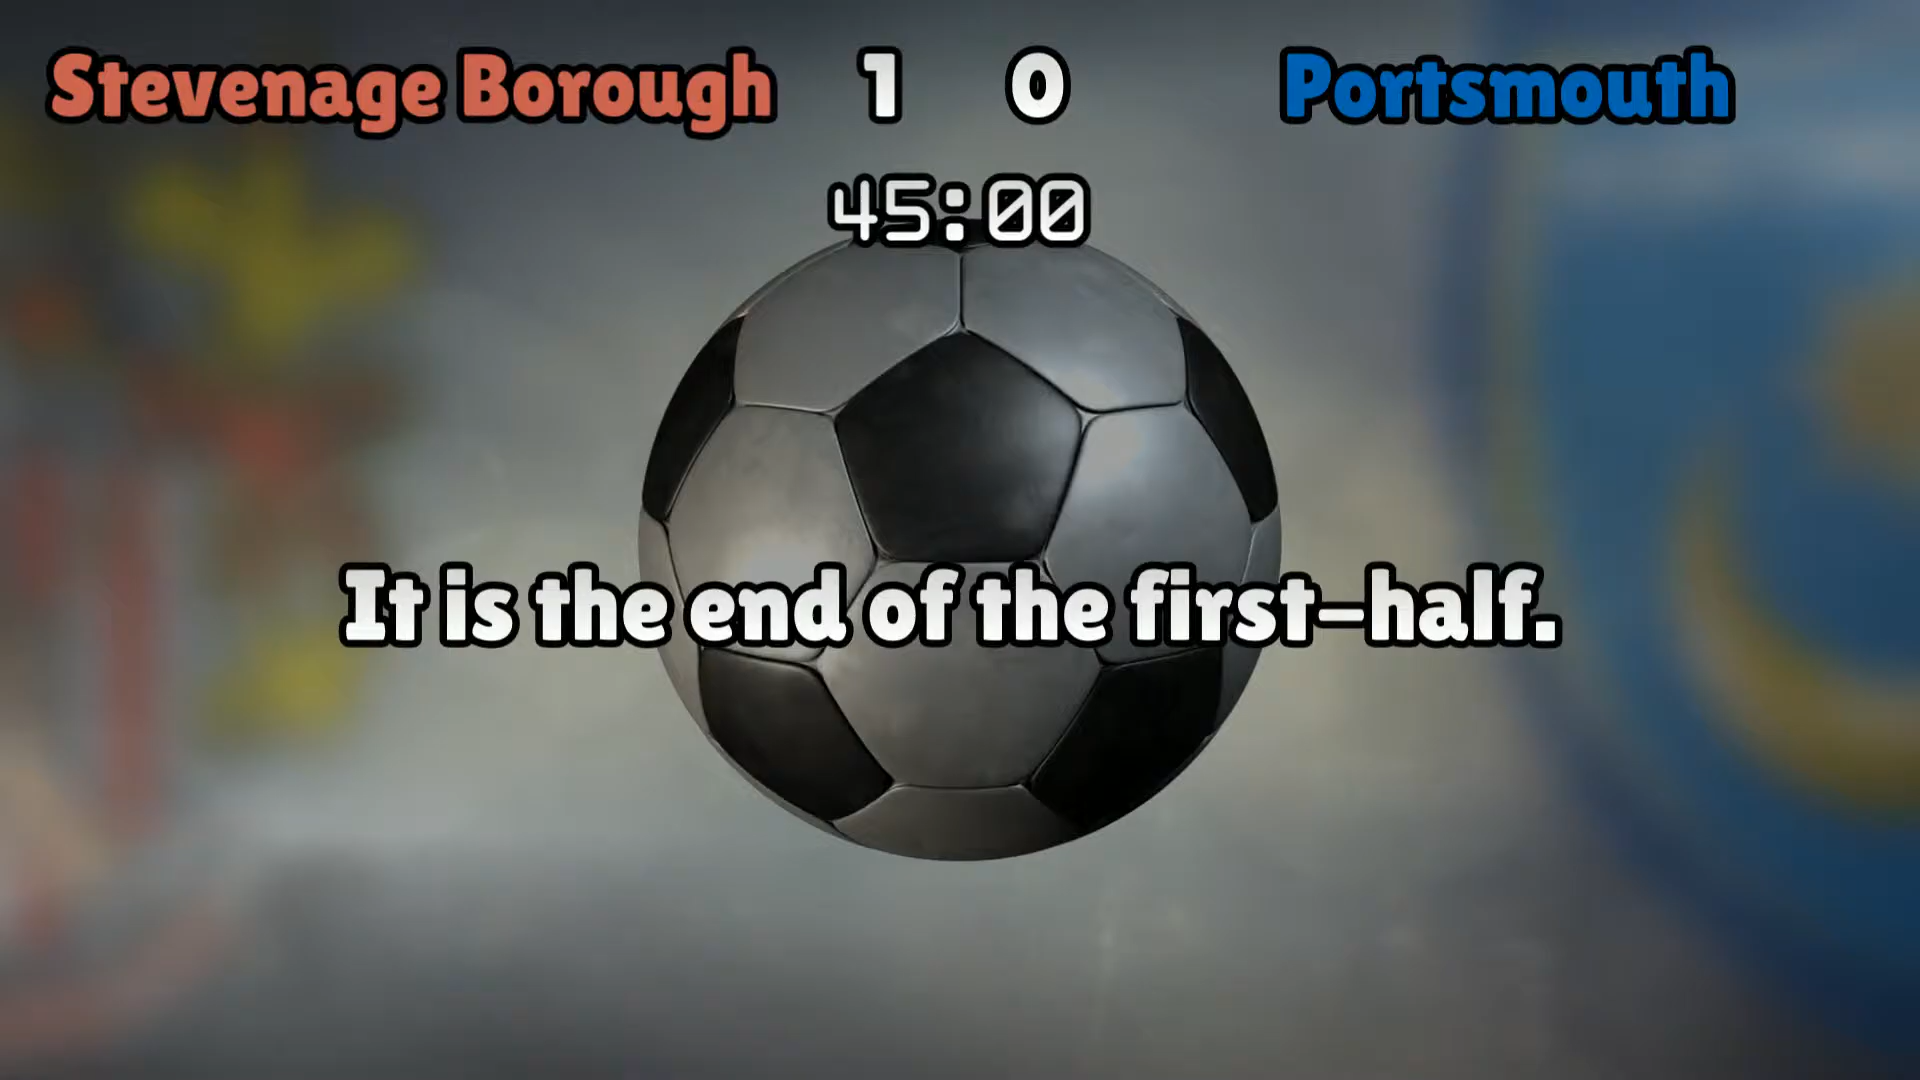 Stevenage Borough 1 0 Portsmouth
45:00
It is the end of the first-half.